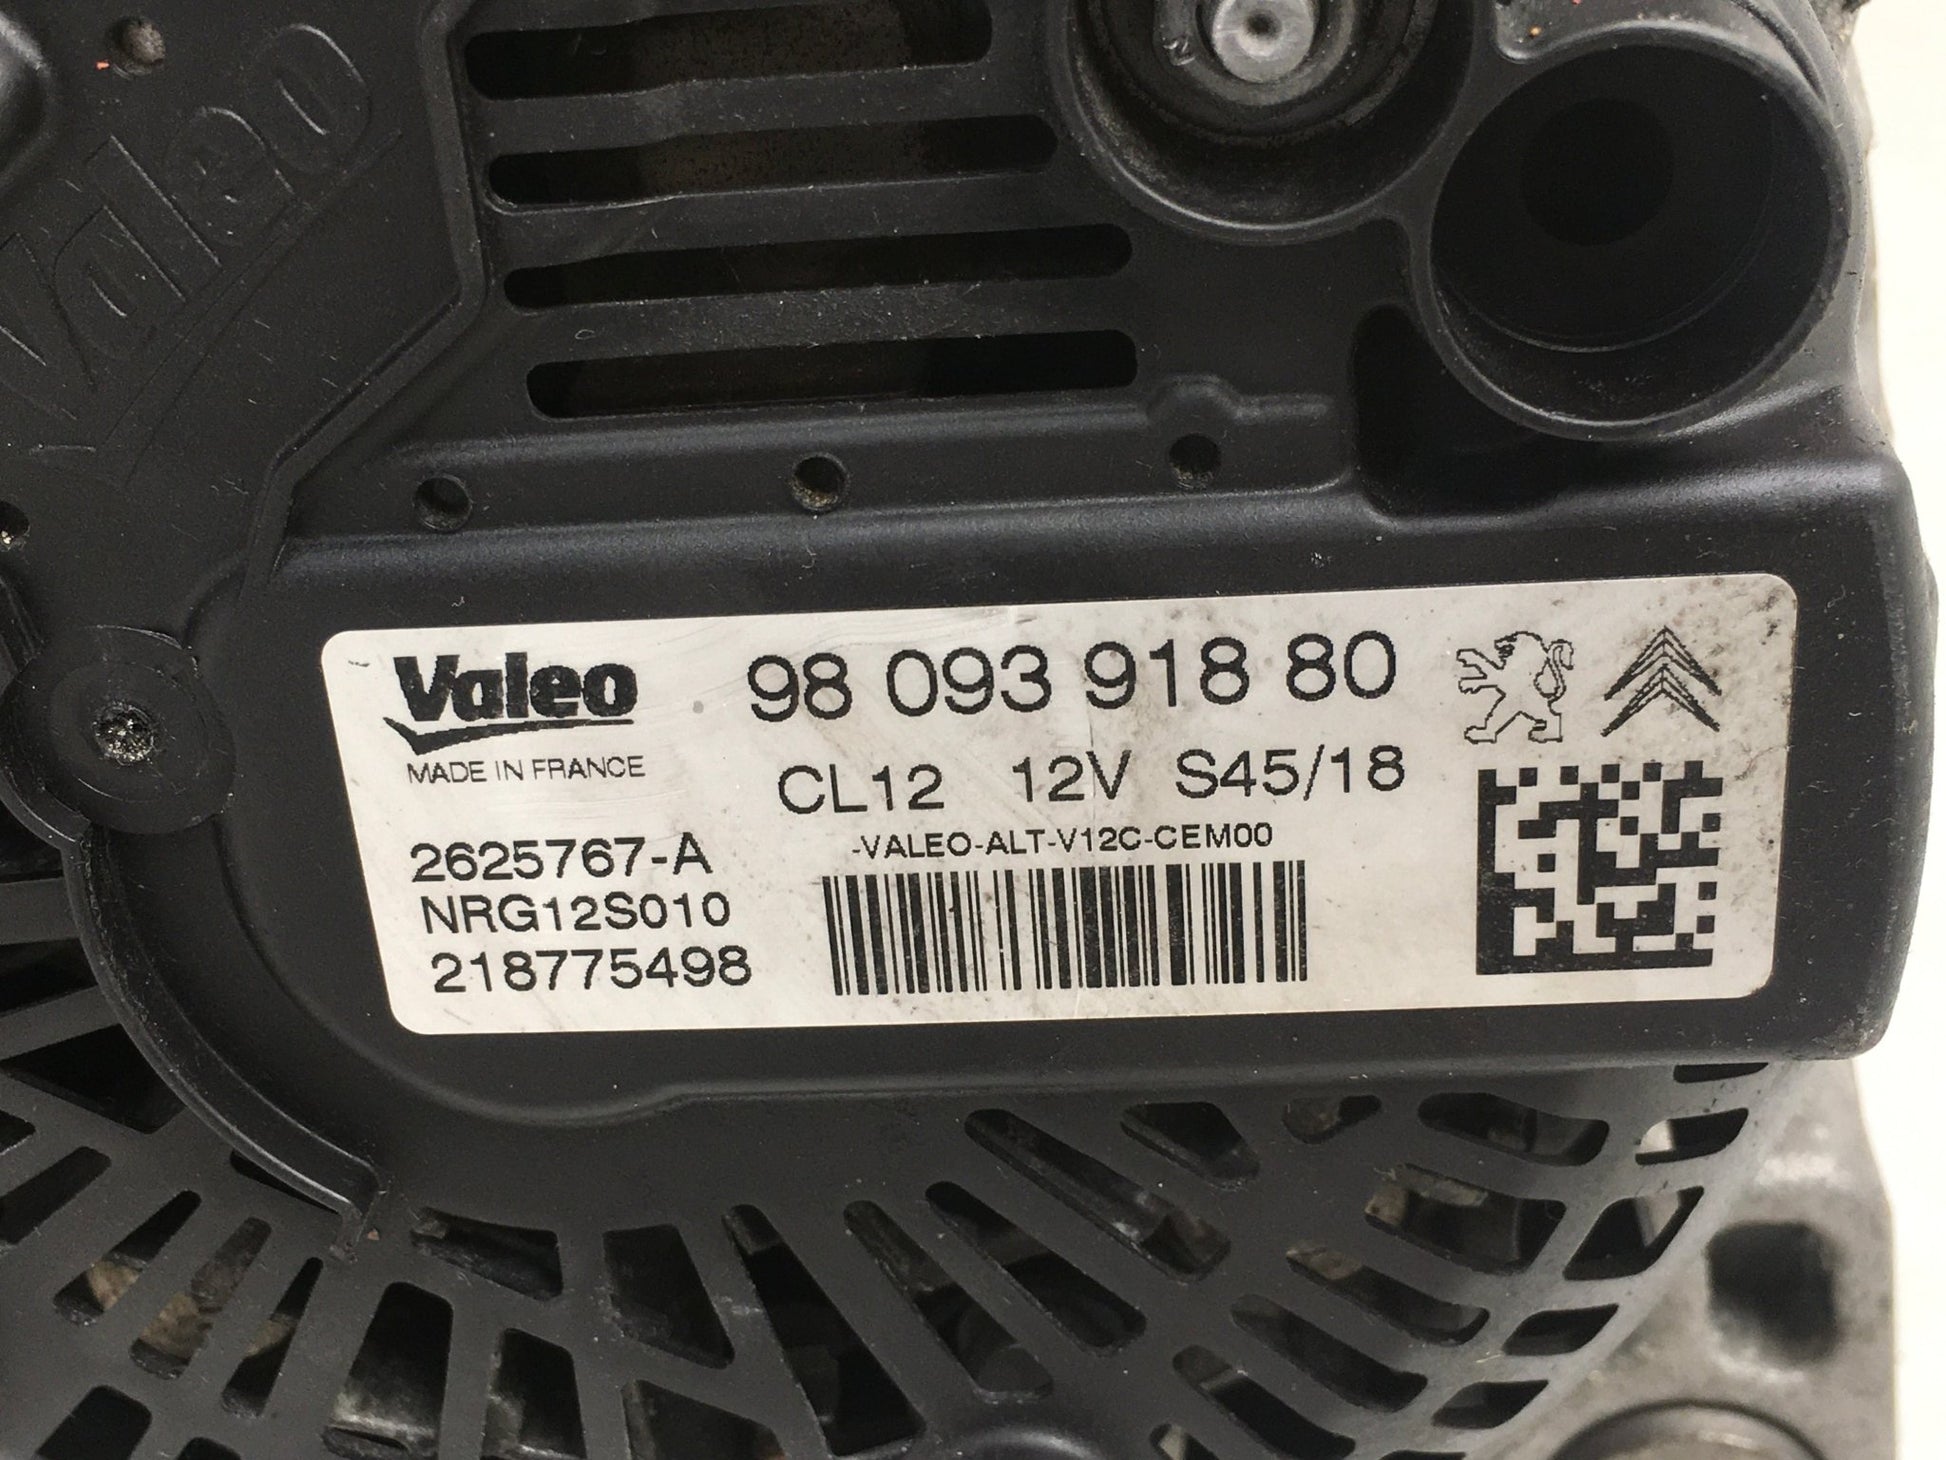 Valeo
Valeo 98 093 918 80
MADE IN FRANCE
CL12 12V S45/18
-VALEO-ALT-V12C-CEM00
2625767-A
NRG12S010
218775498